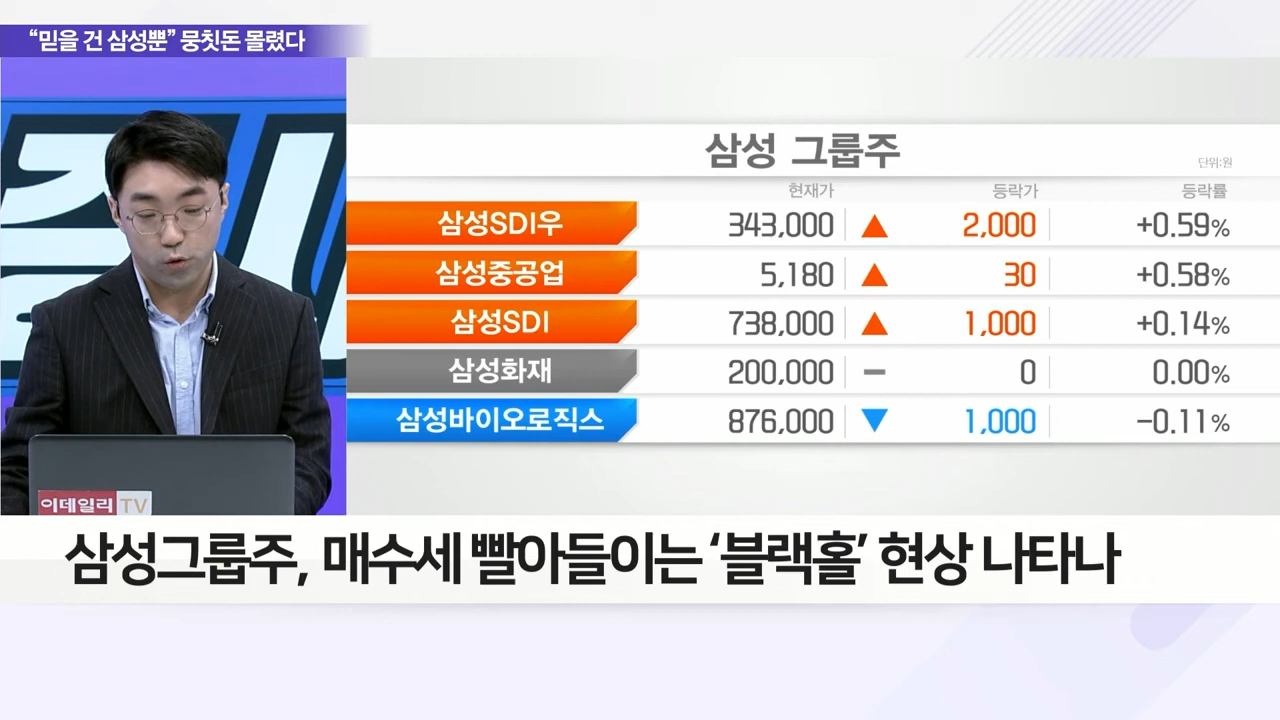 “믿을 건 삼성뿐” 뭉칫돈 몰렸다
삼성 그룹주
단위:원
현재가 등락가 등락률
삼성SDI우 343,000 ▲ 2,000 +0.59%
삼성중공업 5,180 ▲ 30 +0.58%
삼성SDI 738,000 ▲ 1,000 +0.14%
삼성화재 200,000 – 0 0.00%
삼성바이오로직스 876,000 ▼ 1,000 -0.11%
이데일리TV
삼성그룹주, 매수세 빨아들이는 ‘블랙홀’ 현상 나타나